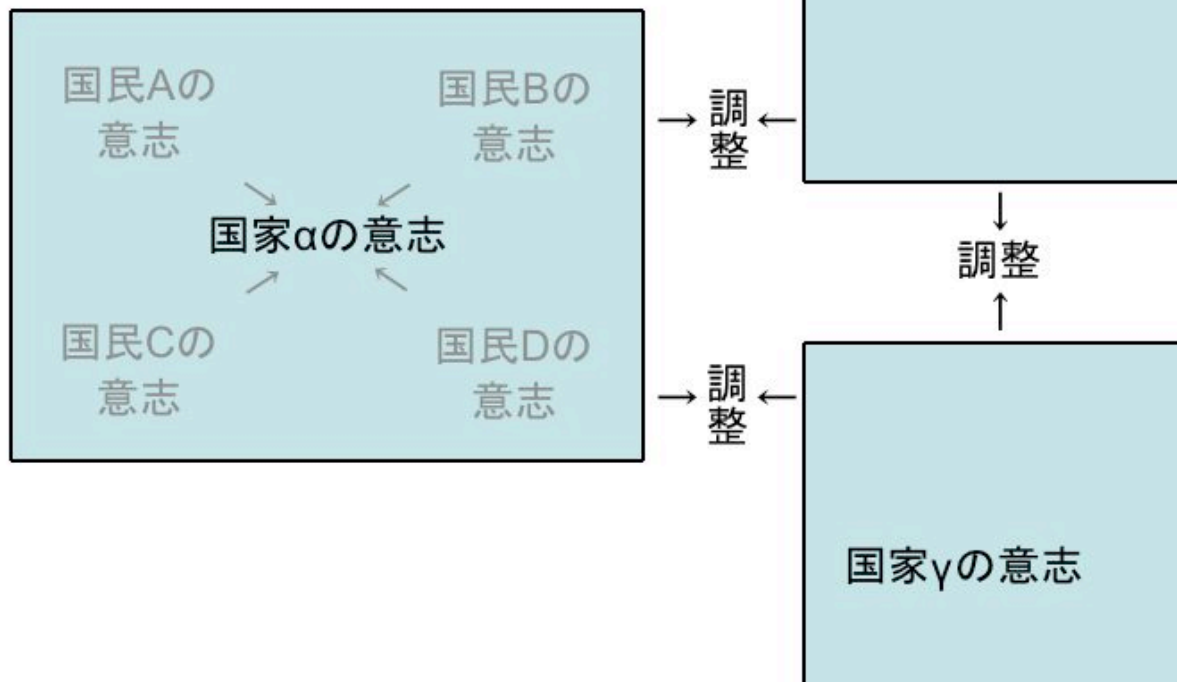 国民Aの
意志
国民Bの
意志
国家αの意志
国民Cの
意志
国民Dの
意志
→調整←
↓
調整
↑
→調整←
国家γの意志